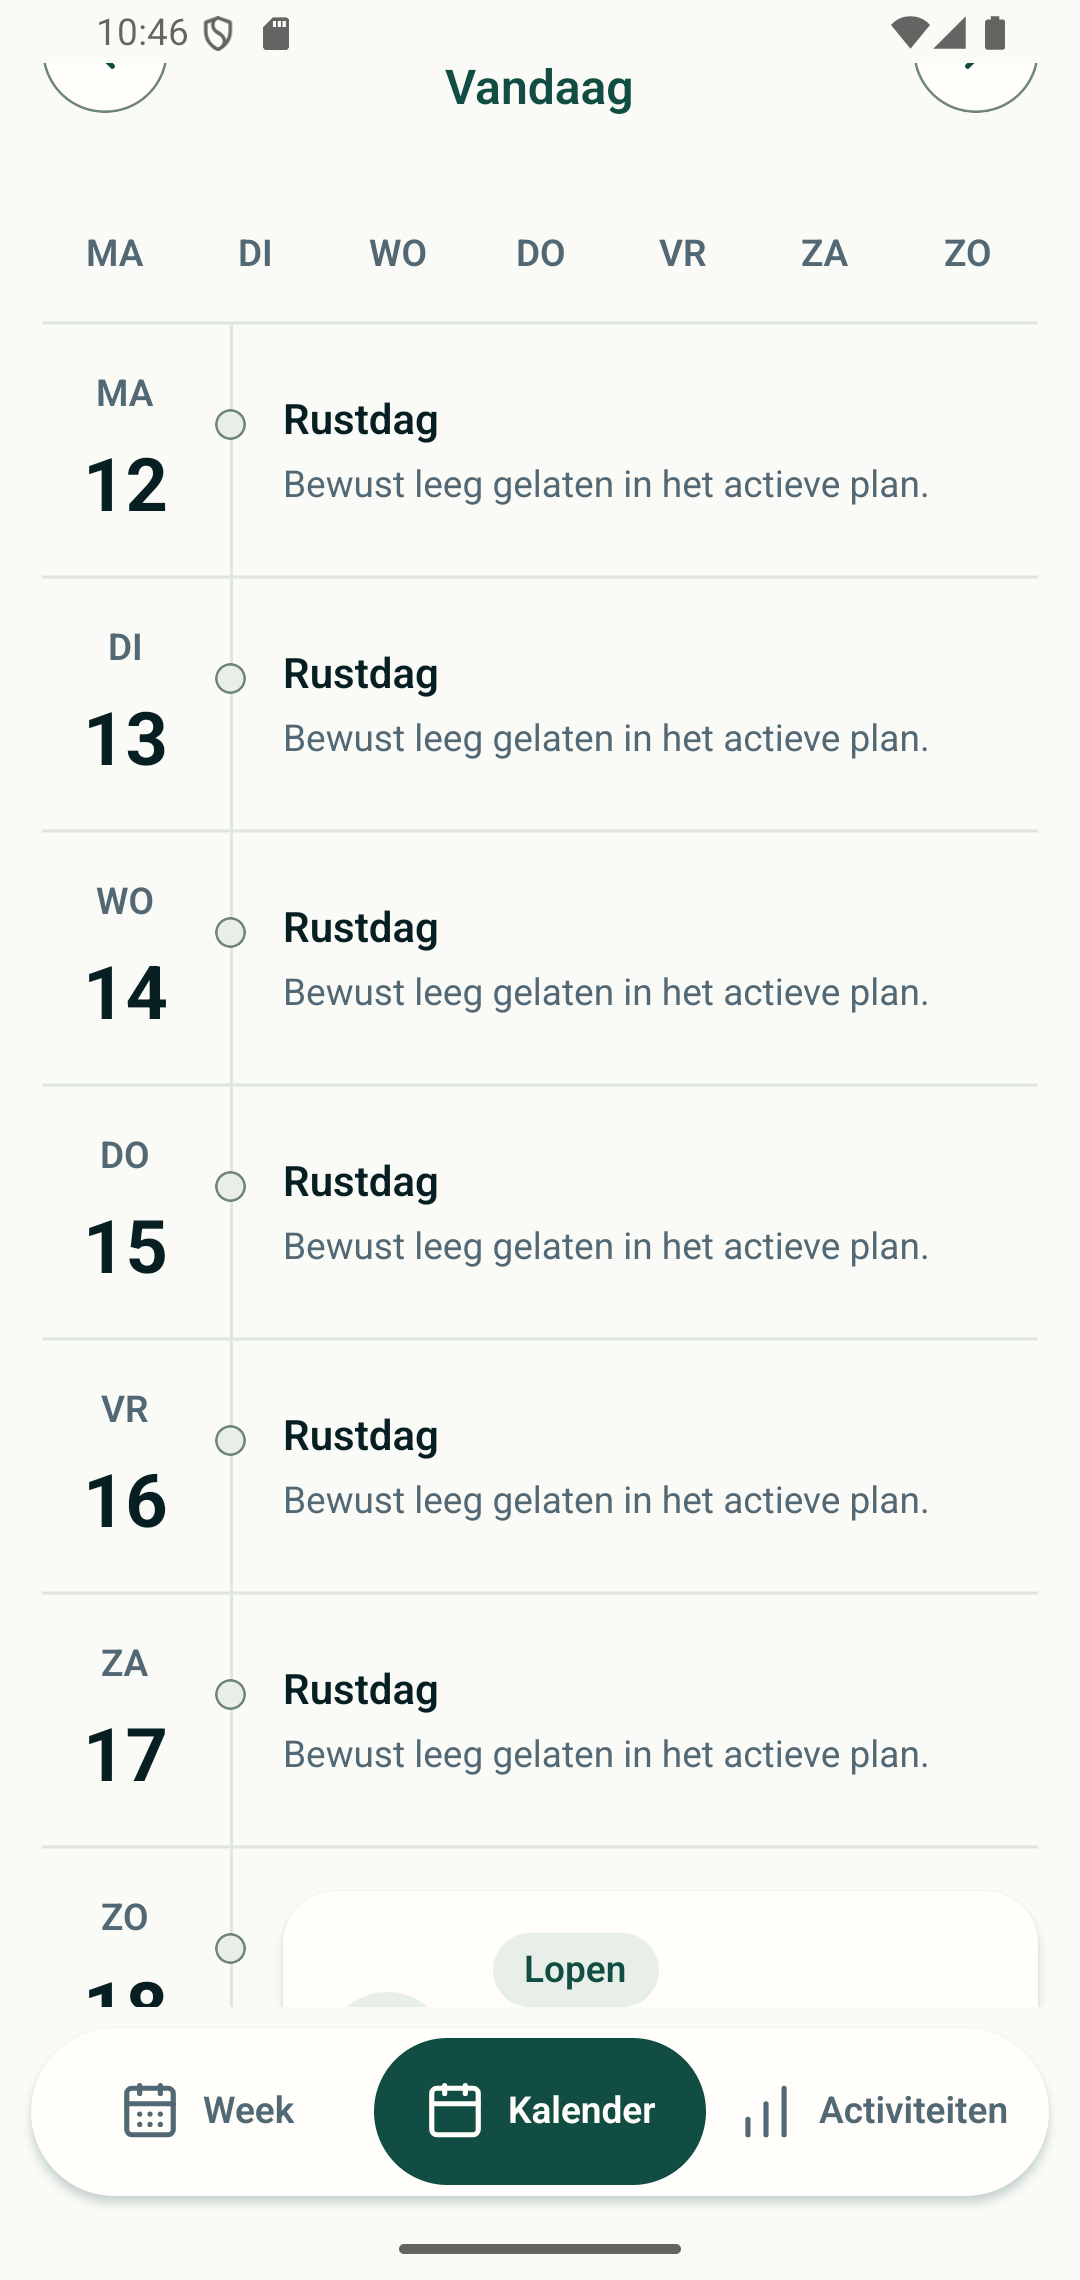 10:46
Vandaag
MA DI WO DO VR ZA ZO
MA
12
Rustdag
Bewust leeg gelaten in het actieve plan.
DI
13
Rustdag
Bewust leeg gelaten in het actieve plan.
WO
14
Rustdag
Bewust leeg gelaten in het actieve plan.
DO
15
Rustdag
Bewust leeg gelaten in het actieve plan.
VR
16
Rustdag
Bewust leeg gelaten in het actieve plan.
ZA
17
Rustdag
Bewust leeg gelaten in het actieve plan.
ZO
18
Lopen
Week Kalender Activiteiten